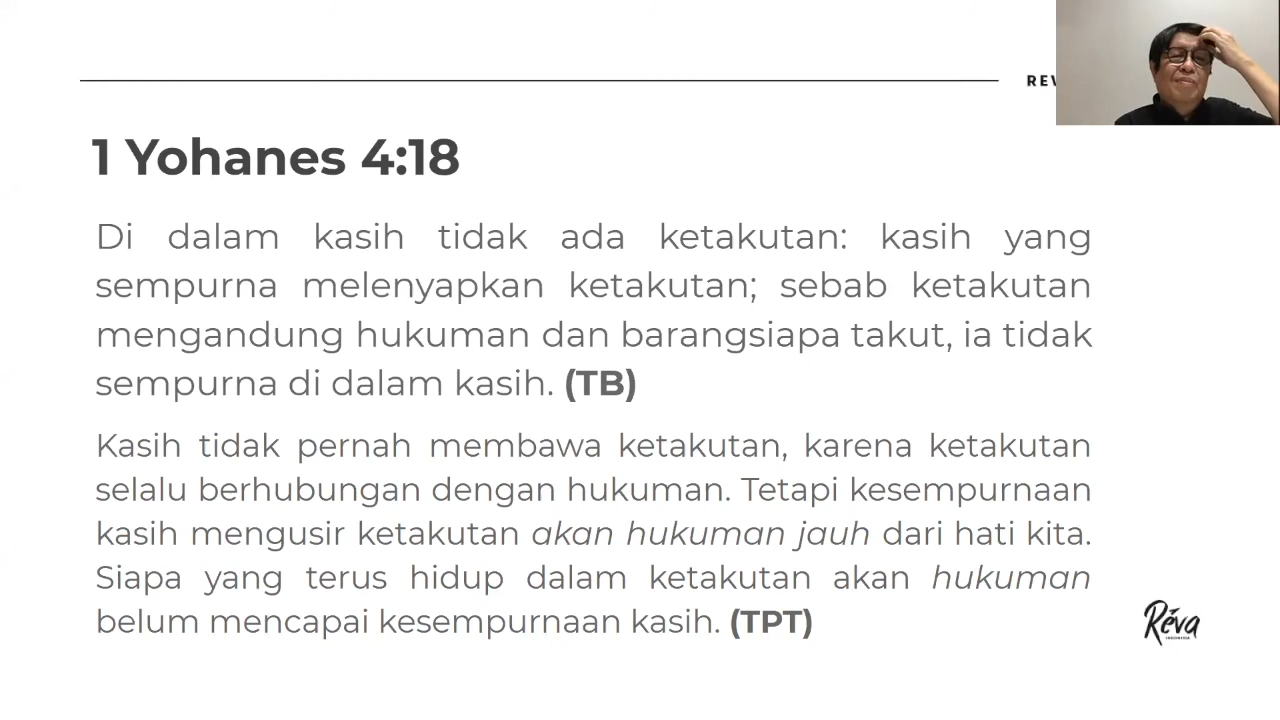 1 Yohanes 4:18
Di dalam kasih tidak ada ketakutan: kasih yang
sempurna melenyapkan ketakutan; sebab ketakutan
mengandung hukuman dan barangsiapa takut, ia tidak
sempurna di dalam kasih. (TB)
Kasih tidak pernah membawa ketakutan, karena ketakutan
selalu berhubungan dengan hukuman. Tetapi kesempurnaan
kasih mengusir ketakutan akan hukuman jauh dari hati kita.
Siapa yang terus hidup dalam ketakutan akan hukuman
belum mencapai kesempurnaan kasih. (TPT)
Réva
INDONESIA